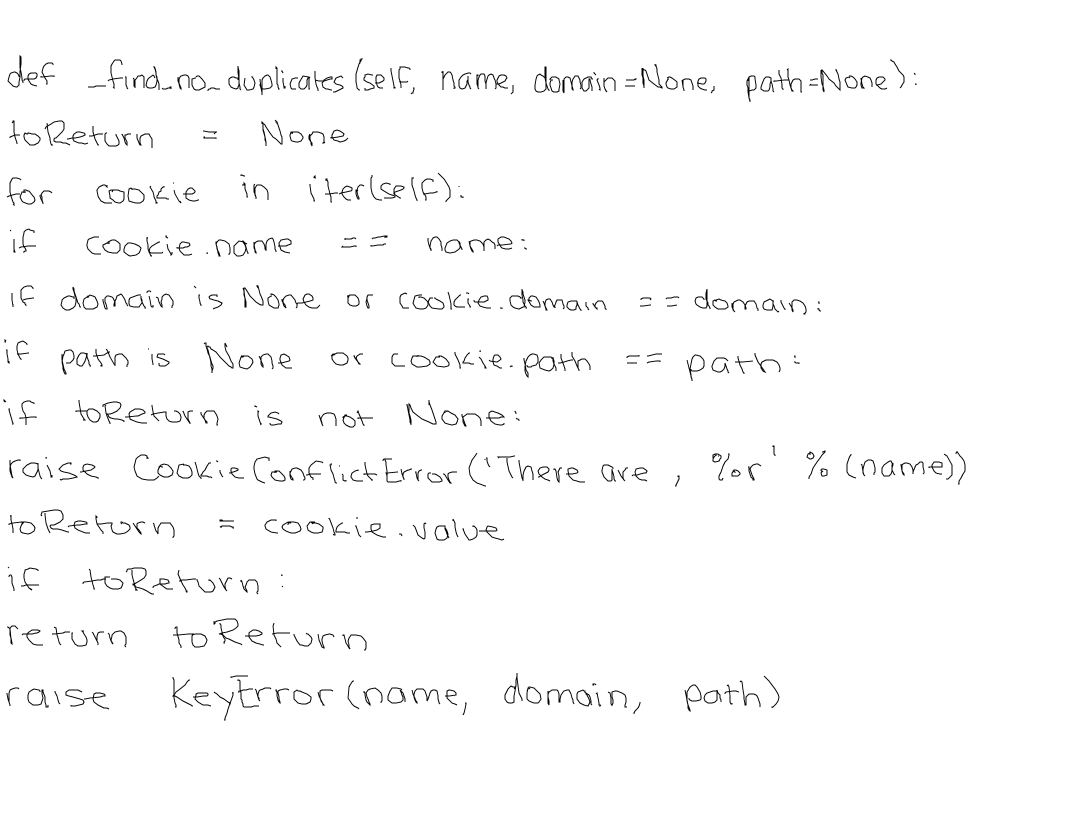 def _find_no_duplicates(self, name, domain=None, path=None):
toReturn = None
for cookie in iter(self):
if cookie.name == name:
if domain is None or cookie.domain == domain:
if path is None or cookie.path == path:
if toReturn is not None:
raise CookieConflictError('There are , %r' % (name))
toReturn = cookie.value
if toReturn:
return toReturn
raise KeyError(name, domain, path)